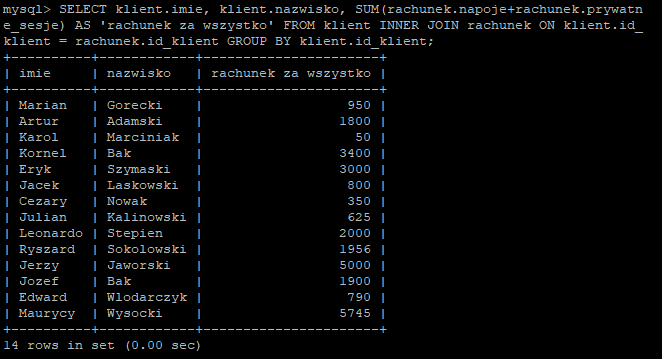 mysql> SELECT klient.imie, klient.nazwisko, SUM(rachunek.napoje+rachunek.prywatn
e_sesje) AS 'rachunek za wszystko' FROM klient INNER JOIN rachunek ON klient.id_
klient = rachunek.id_klient GROUP BY klient.id_klient;
+----------+------------+----------------------+
| imie     | nazwisko   | rachunek za wszystko |
+----------+------------+----------------------+
| Marian   | Gorecki    |                  950 |
| Artur    | Adamski    |                 1800 |
| Karol    | Marciniak  |                   50 |
| Kornel   | Bak        |                 3400 |
| Eryk     | Szymaski   |                 3000 |
| Jacek    | Laskowski  |                  800 |
| Cezary   | Nowak      |                  350 |
| Julian   | Kalinowski |                  625 |
| Leonardo | Stepien    |                 2000 |
| Ryszard  | Sokolowski |                 1956 |
| Jerzy    | Jaworski   |                 5000 |
| Jozef    | Bak        |                 1900 |
| Edward   | Wlodarczyk |                  790 |
| Maurycy  | Wysocki    |                 5745 |
+----------+------------+----------------------+
14 rows in set (0.00 sec)